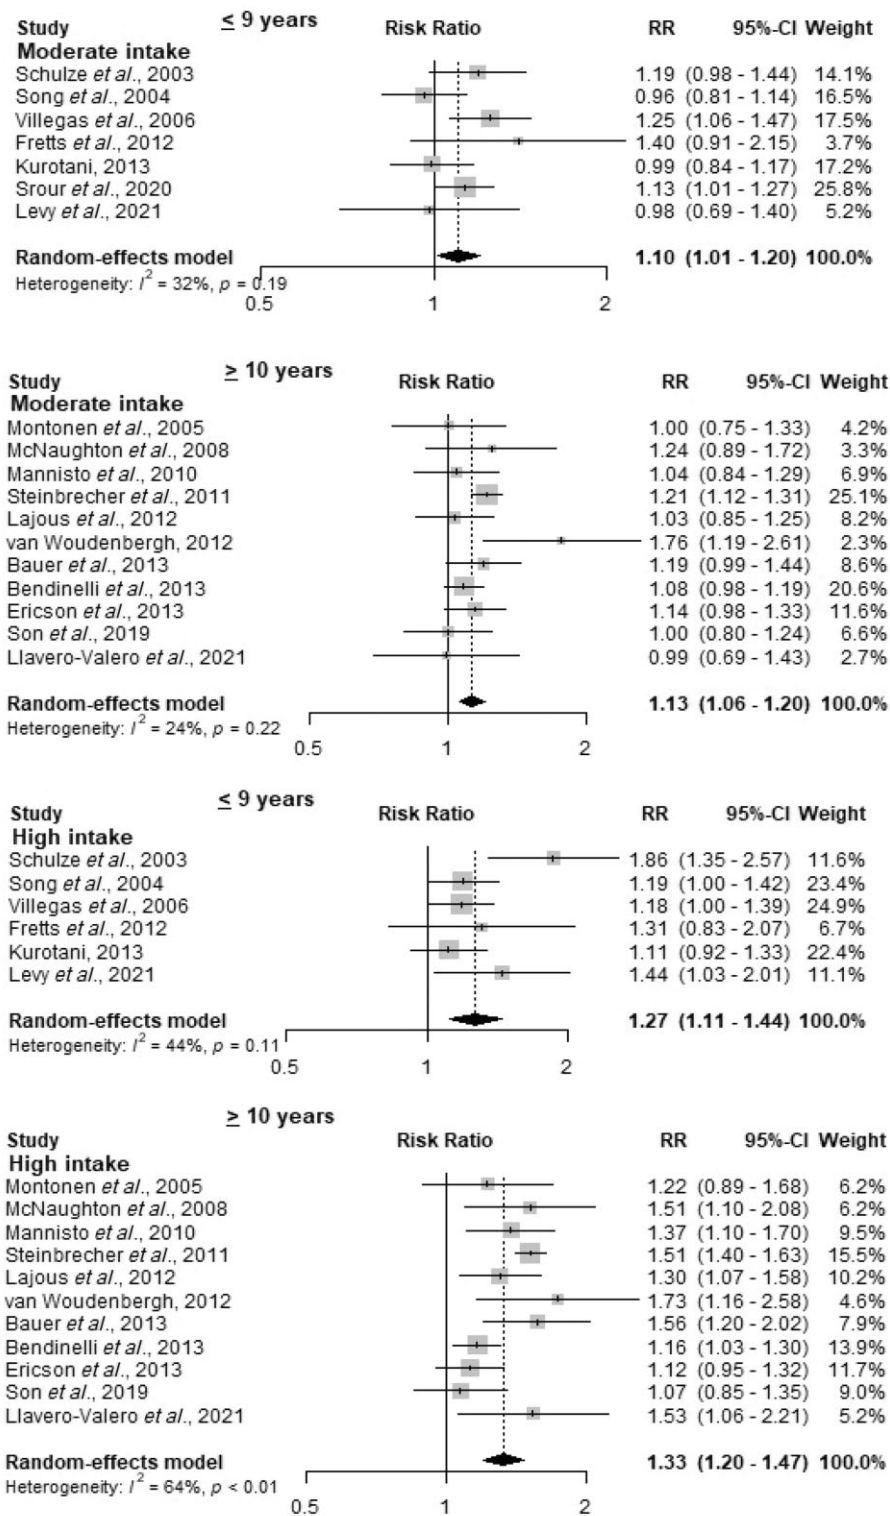 Study ≤ 9 years Risk Ratio RR 95%-CI Weight
Moderate intake
Schulze et al., 2003 1.19 (0.98 - 1.44) 14.1%
Song et al., 2004 0.96 (0.81 - 1.14) 16.5%
Villegas et al., 2006 1.25 (1.06 - 1.47) 17.5%
Fretts et al., 2012 1.40 (0.91 - 2.15) 3.7%
Kurotani, 2013 0.99 (0.84 - 1.17) 17.2%
Srour et al., 2020 1.13 (1.01 - 1.27) 25.8%
Levy et al., 2021 0.98 (0.69 - 1.40) 5.2%
Random-effects model 1.10 (1.01 - 1.20) 100.0%
Heterogeneity: I² = 32%, p = 0.19
0.5 1 2
≥ 10 years
Study Risk Ratio RR 95%-CI Weight
Moderate intake
Montonen et al., 2005 1.00 (0.75 - 1.33) 4.2%
McNaughton et al., 2008 1.24 (0.89 - 1.72) 3.3%
Mannisto et al., 2010 1.04 (0.84 - 1.29) 6.9%
Steinbrecher et al., 2011 1.21 (1.12 - 1.31) 25.1%
Lajous et al., 2012 1.03 (0.85 - 1.25) 8.2%
van Woudenbergh, 2012 1.76 (1.19 - 2.61) 2.3%
Bauer et al., 2013 1.19 (0.99 - 1.44) 8.6%
Bendinelli et al., 2013 1.08 (0.98 - 1.19) 20.6%
Ericson et al., 2013 1.14 (0.98 - 1.33) 11.6%
Son et al., 2019 1.00 (0.80 - 1.24) 6.6%
Llavero-Valero et al., 2021 0.99 (0.69 - 1.43) 2.7%
Random-effects model 1.13 (1.06 - 1.20) 100.0%
Heterogeneity: I² = 24%, p = 0.22
0.5 1 2
≤ 9 years
Study Risk Ratio RR 95%-CI Weight
High intake
Schulze et al., 2003 1.86 (1.35 - 2.57) 11.6%
Song et al., 2004 1.19 (1.00 - 1.42) 23.4%
Villegas et al., 2006 1.18 (1.00 - 1.39) 24.9%
Fretts et al., 2012 1.31 (0.83 - 2.07) 6.7%
Kurotani, 2013 1.11 (0.92 - 1.33) 22.4%
Levy et al., 2021 1.44 (1.03 - 2.01) 11.1%
Random-effects model 1.27 (1.11 - 1.44) 100.0%
Heterogeneity: I² = 44%, p = 0.11
0.5 1 2
≥ 10 years
Study Risk Ratio RR 95%-CI Weight
High intake
Montonen et al., 2005 1.22 (0.89 - 1.68) 6.2%
McNaughton et al., 2008 1.51 (1.10 - 2.08) 6.2%
Mannisto et al., 2010 1.37 (1.10 - 1.70) 9.5%
Steinbrecher et al., 2011 1.51 (1.40 - 1.63) 15.5%
Lajous et al., 2012 1.30 (1.07 - 1.58) 10.2%
van Woudenbergh, 2012 1.73 (1.16 - 2.58) 4.6%
Bauer et al., 2013 1.56 (1.20 - 2.02) 7.9%
Bendinelli et al., 2013 1.16 (1.03 - 1.30) 13.9%
Ericson et al., 2013 1.12 (0.95 - 1.32) 11.7%
Son et al., 2019 1.07 (0.85 - 1.35) 9.0%
Llavero-Valero et al., 2021 1.53 (1.06 - 2.21) 5.2%
Random-effects model 1.33 (1.20 - 1.47) 100.0%
Heterogeneity: I² = 64%, p < 0.01
0.5 1 2